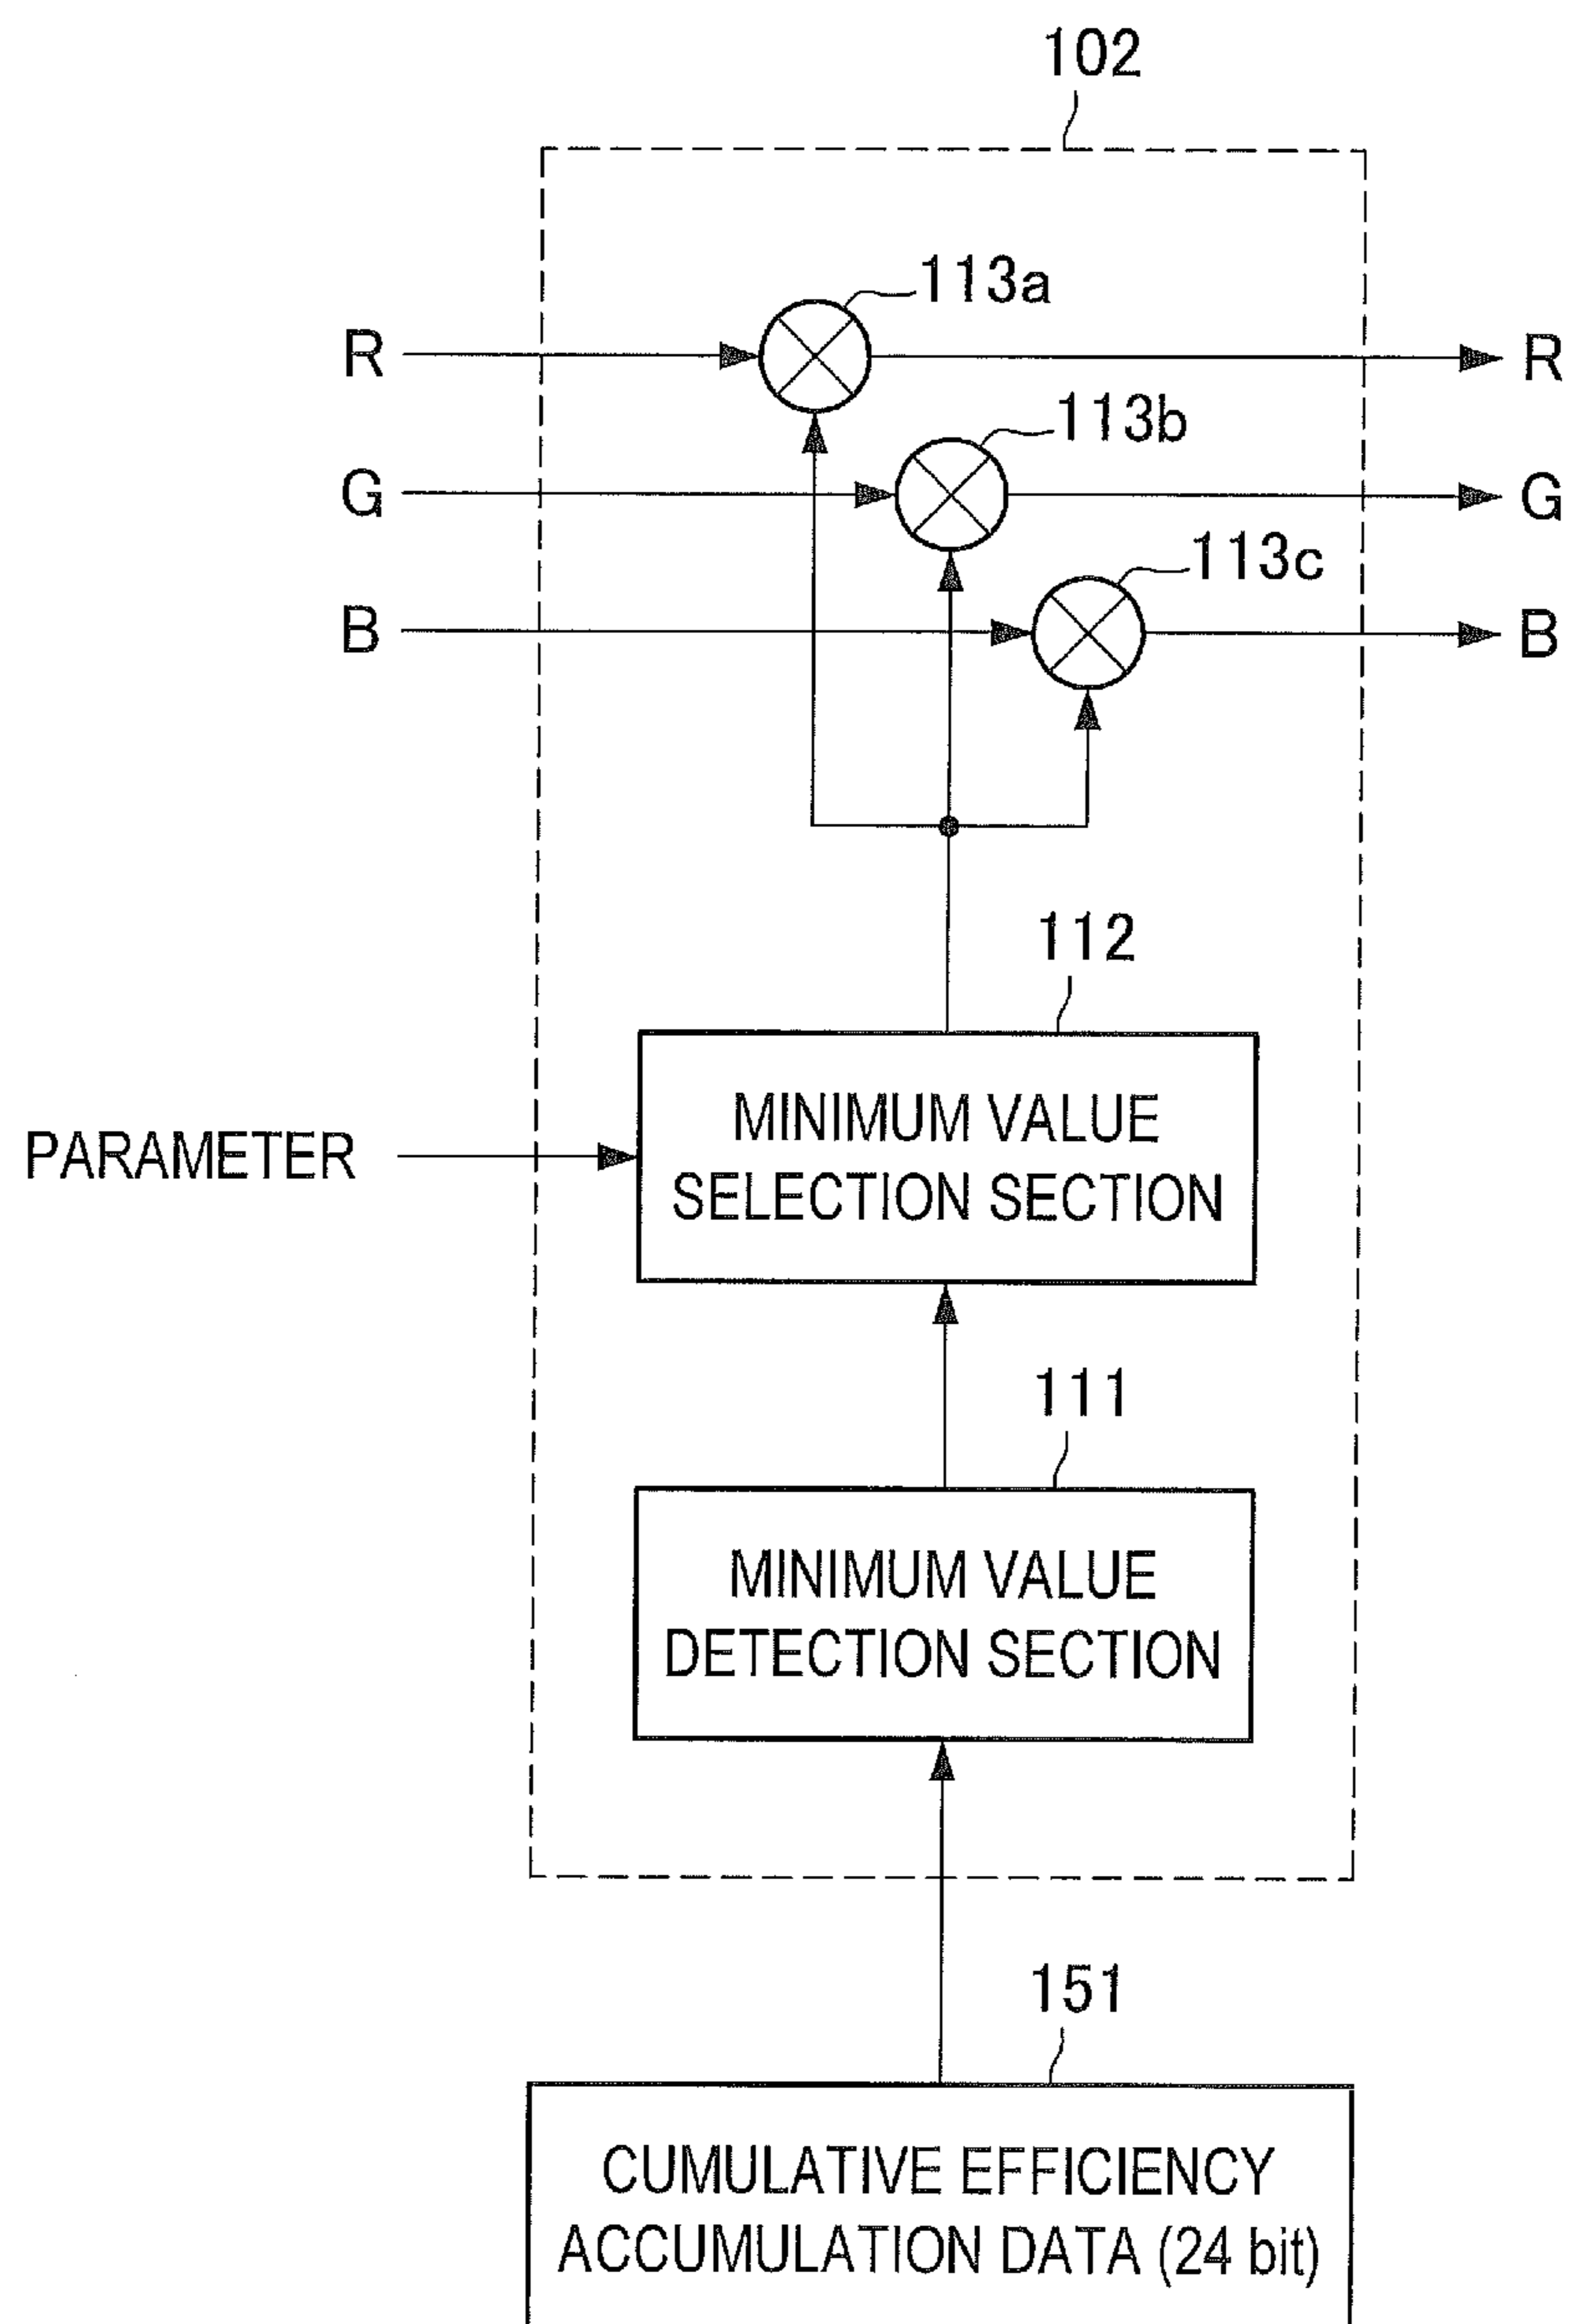 102
113a
R
R
113b
G
G
113c
B
B
112
MINIMUM VALUE
SELECTION SECTION
PARAMETER
111
MINIMUM VALUE
DETECTION SECTION
151
CUMULATIVE EFFICIENCY
ACCUMULATION DATA (24 bit)